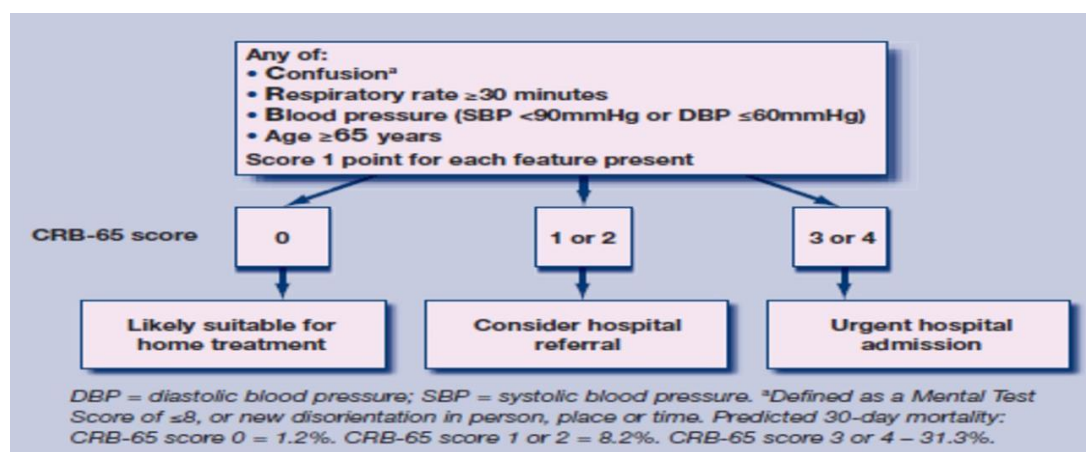 Any of:
• Confusionª
• Respiratory rate ≥30 minutes
• Blood pressure (SBP <90mmHg or DBP ≤60mmHg)
• Age ≥65 years
Score 1 point for each feature present
CRB-65 score
0
1 or 2
3 or 4
Likely suitable for
home treatment
Consider hospital
referral
Urgent hospital
admission
DBP = diastolic blood pressure; SBP = systolic blood pressure. ªDefined as a Mental Test
Score of ≤8, or new disorientation in person, place or time. Predicted 30-day mortality:
CRB-65 score 0 = 1.2%. CRB-65 score 1 or 2 = 8.2%. CRB-65 score 3 or 4 – 31.3%.